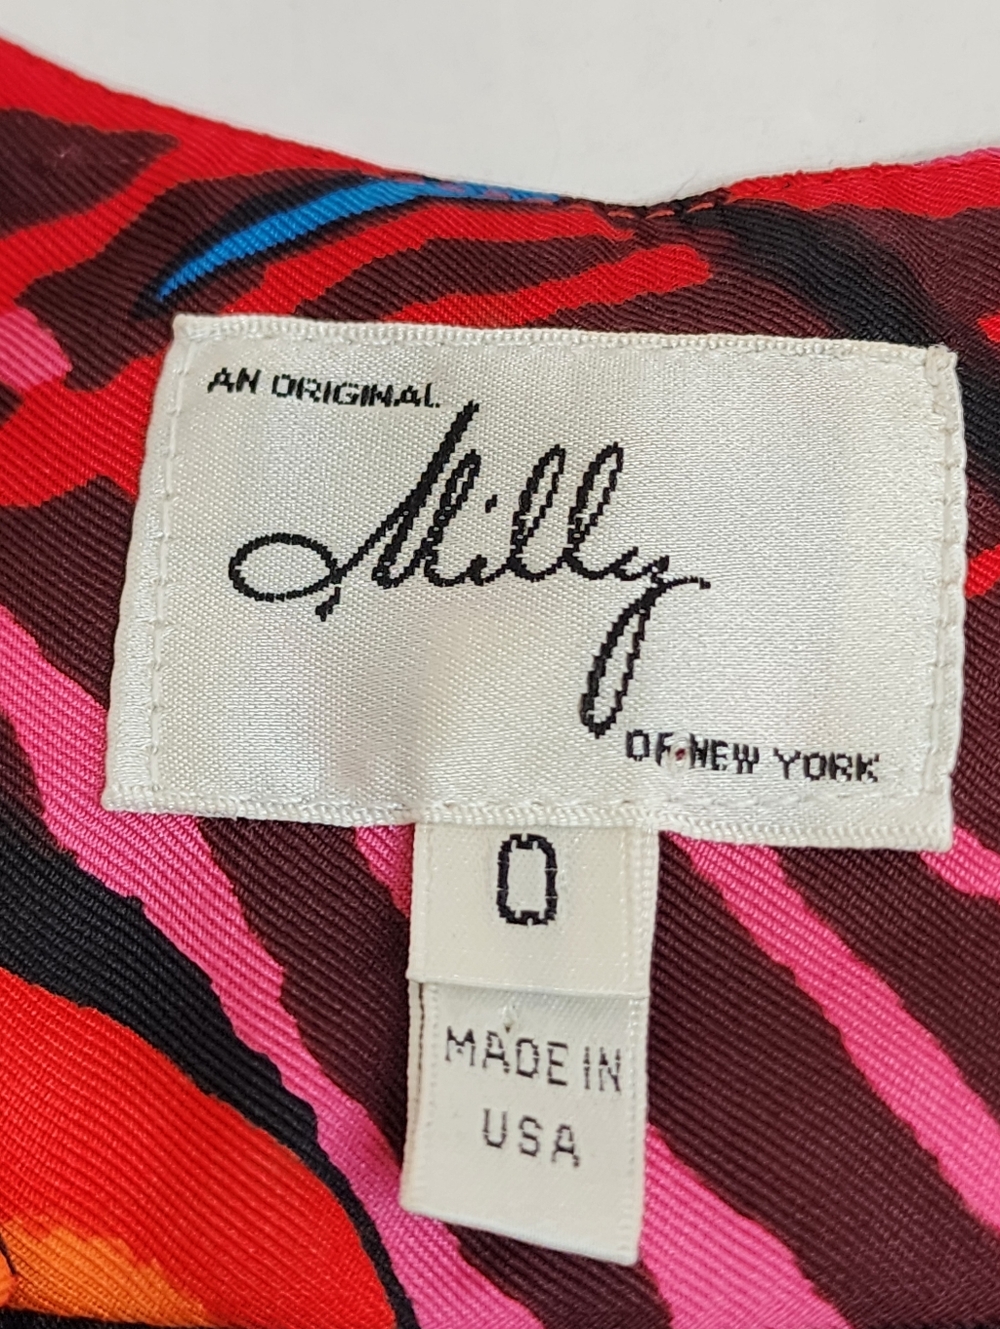 AN ORIGINAL
Milly
OF NEW YORK
0
MADE IN
USA